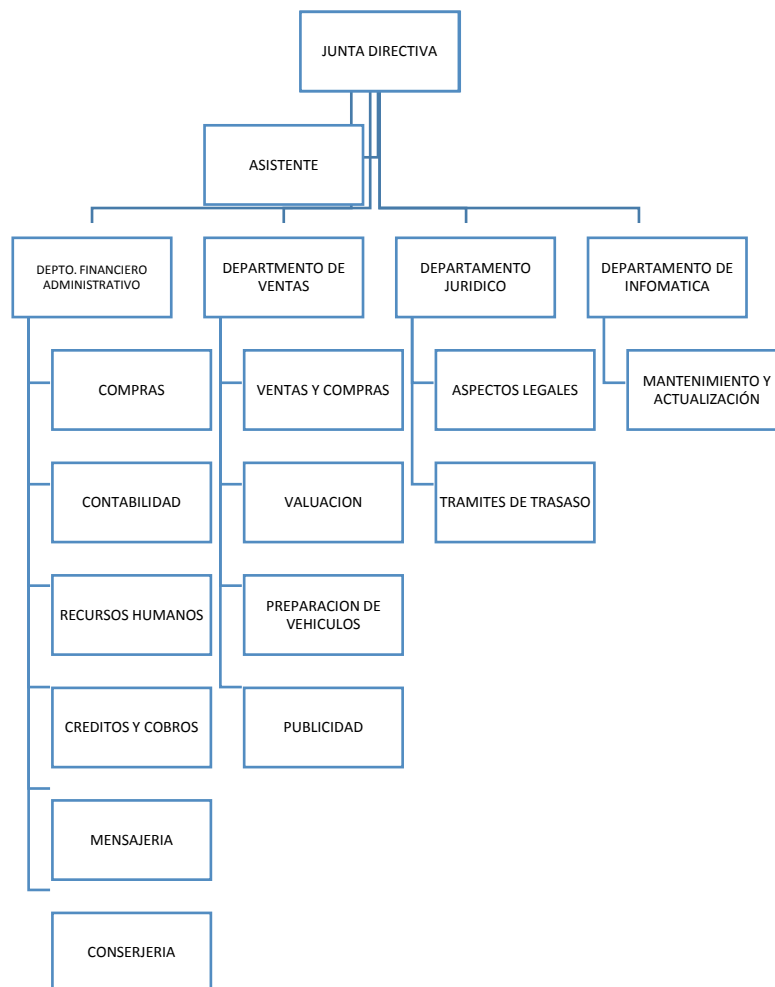 JUNTA DIRECTIVA
ASISTENTE
DEPTO. FINANCIERO
ADMINISTRATIVO
DEPARTMENTO DE
VENTAS
DEPARTAMENTO
JURIDICO
DEPARTAMENTO DE
INFOMATICA
COMPRAS
VENTAS Y COMPRAS
ASPECTOS LEGALES
MANTENIMIENTO Y
ACTUALIZACIÓN
CONTABILIDAD
VALUACION
TRAMITES DE TRASASO
RECURSOS HUMANOS
PREPARACION DE
VEHICULOS
CREDITOS Y COBROS
PUBLICIDAD
MENSAJERIA
CONSERJERIA